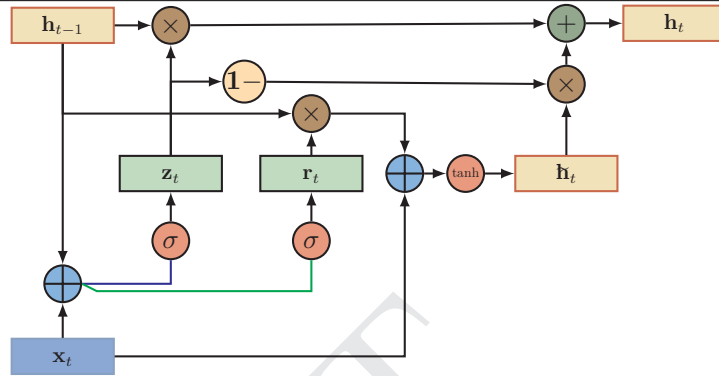 h_{t−1} × + h_t
1− ×
×
z_t r_t tanh h̃_t
σ σ
x_t
T